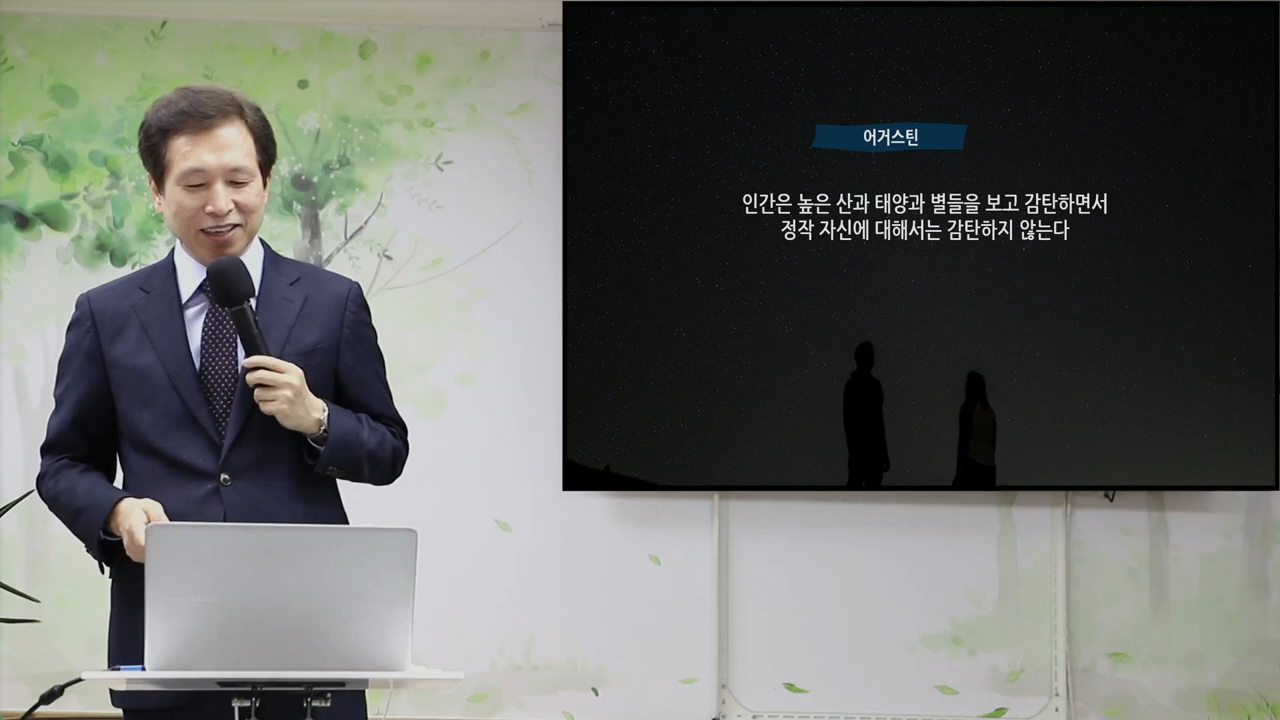 어거스틴
인간은 높은 산과 태양과 별들을 보고 감탄하면서
정작 자신에 대해서는 감탄하지 않는다